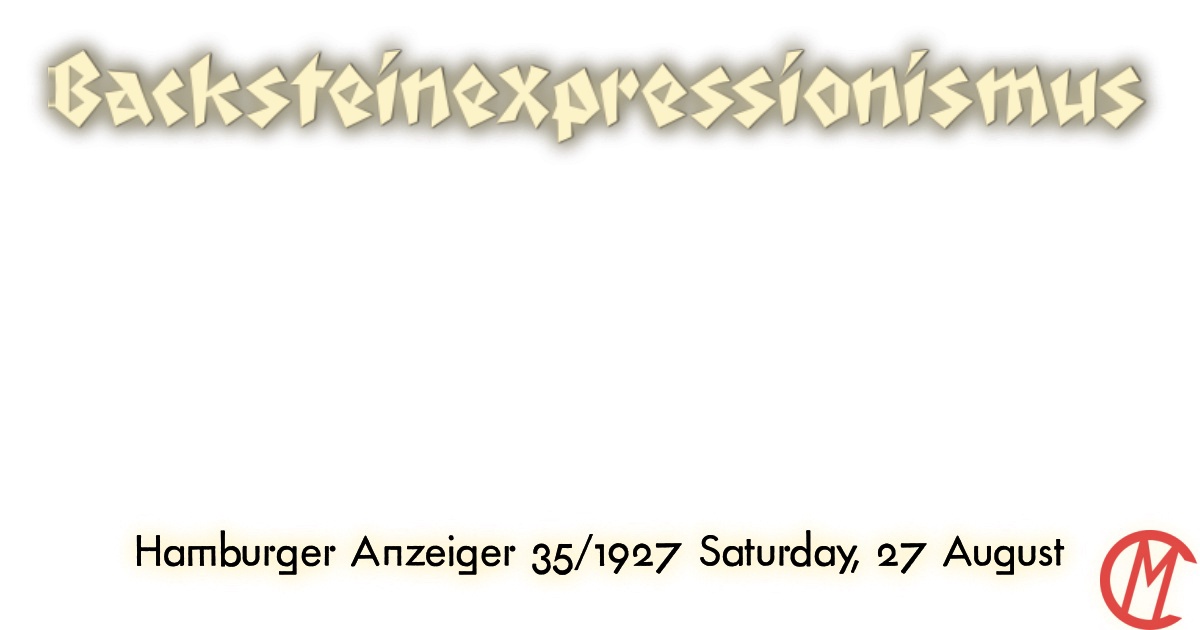 Backsteinexpressionismus
Hamburger Anzeiger 35/1927 Saturday, 27 August